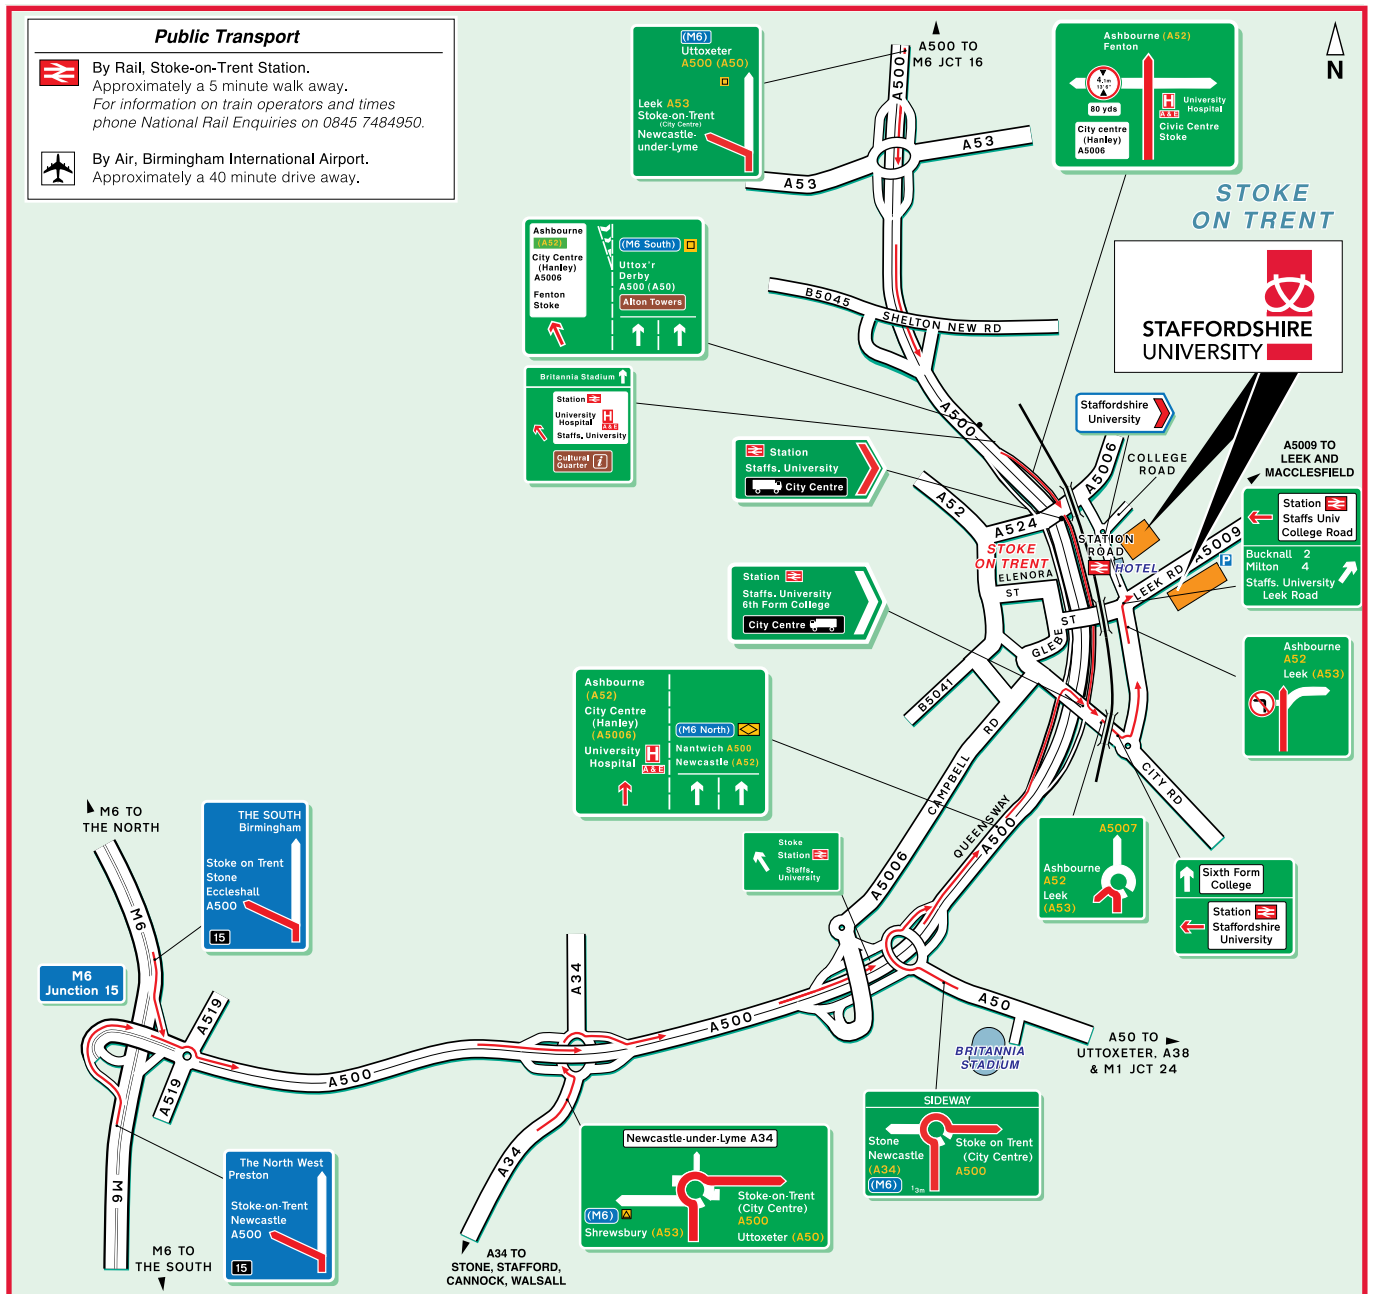 Public Transport
By Rail, Stoke-on-Trent Station.
Approximately a 5 minute walk away.
For information on train operators and times
phone National Rail Enquiries on 0845 7484950.
By Air, Birmingham International Airport.
Approximately a 40 minute drive away.
(M6)
Uttoxeter
A500 (A50)
Leek A53
Stoke-on-Trent
(City Centre)
Newcastle-
under-Lyme
A500 TO
M6 JCT 16
A500
A53
A53
Ashbourne (A52)
Fenton
4.1m
13'6"
80 yds
H
A&E
University
Hospital
City centre
(Hanley)
A5006
Civic Centre
Stoke
N
STOKE
ON TRENT
STAFFORDSHIRE
UNIVERSITY
Ashbourne
(A52)
City Centre
(Hanley)
A5006
Fenton
Stoke
(M6 South)
Uttox'r
Derby
A500 (A50)
Alton Towers
B5045
SHELTON NEW RD
Britannia Stadium
Station
University
Hospital
H
A&E
Staffs. University
Cultural
Quarter
i
A500
Staffordshire
University
A5006
COLLEGE
ROAD
A5009 TO
LEEK AND
MACCLESFIELD
Station
Staffs. University
City Centre
A52
A524
STOKE
ON TRENT
STATION
ROAD
HOTEL
LEEK RD
A5009
P
Station
Staffs Univ
College Road
Bucknall 2
Milton 4
Staffs. University
Leek Road
ELENORA
ST
GLEBE
ST
Station
Staffs. University
6th Form College
City Centre
Ashbourne
A52
Leek (A53)
B5041
CAMPBELL
RD
Ashbourne
(A52)
City Centre
(Hanley)
(A5006)
University
Hospital
H
A&E
(M6 North)
Nantwich A500
Newcastle (A52)
CITY RD
QUEENSWAY
A500
A5006
Stoke
Station
Staffs.
University
A5007
Ashbourne
A52
Leek
(A53)
Sixth Form
College
Station
Staffordshire
University
M6 TO
THE NORTH
THE SOUTH
Birmingham
Stoke on Trent
Stone
Eccleshall
A500
15
M6
M6
Junction 15
A519
A519
A34
A500
A500
A50
BRITANNIA
STADIUM
A50 TO
UTTOXETER, A38
& M1 JCT 24
SIDEWAY
Stone
Newcastle
(A34)
(M6)
Stoke on Trent
(City Centre)
A500
13m
Newcastle-under-Lyme A34
(M6)
Shrewsbury (A53)
Stoke-on-Trent
(City Centre)
A500
Uttoxeter (A50)
A34
A34 TO
STONE, STAFFORD,
CANNOCK, WALSALL
The North West
Preston
Stoke-on-Trent
Newcastle
A500
15
M6
M6 TO
THE SOUTH